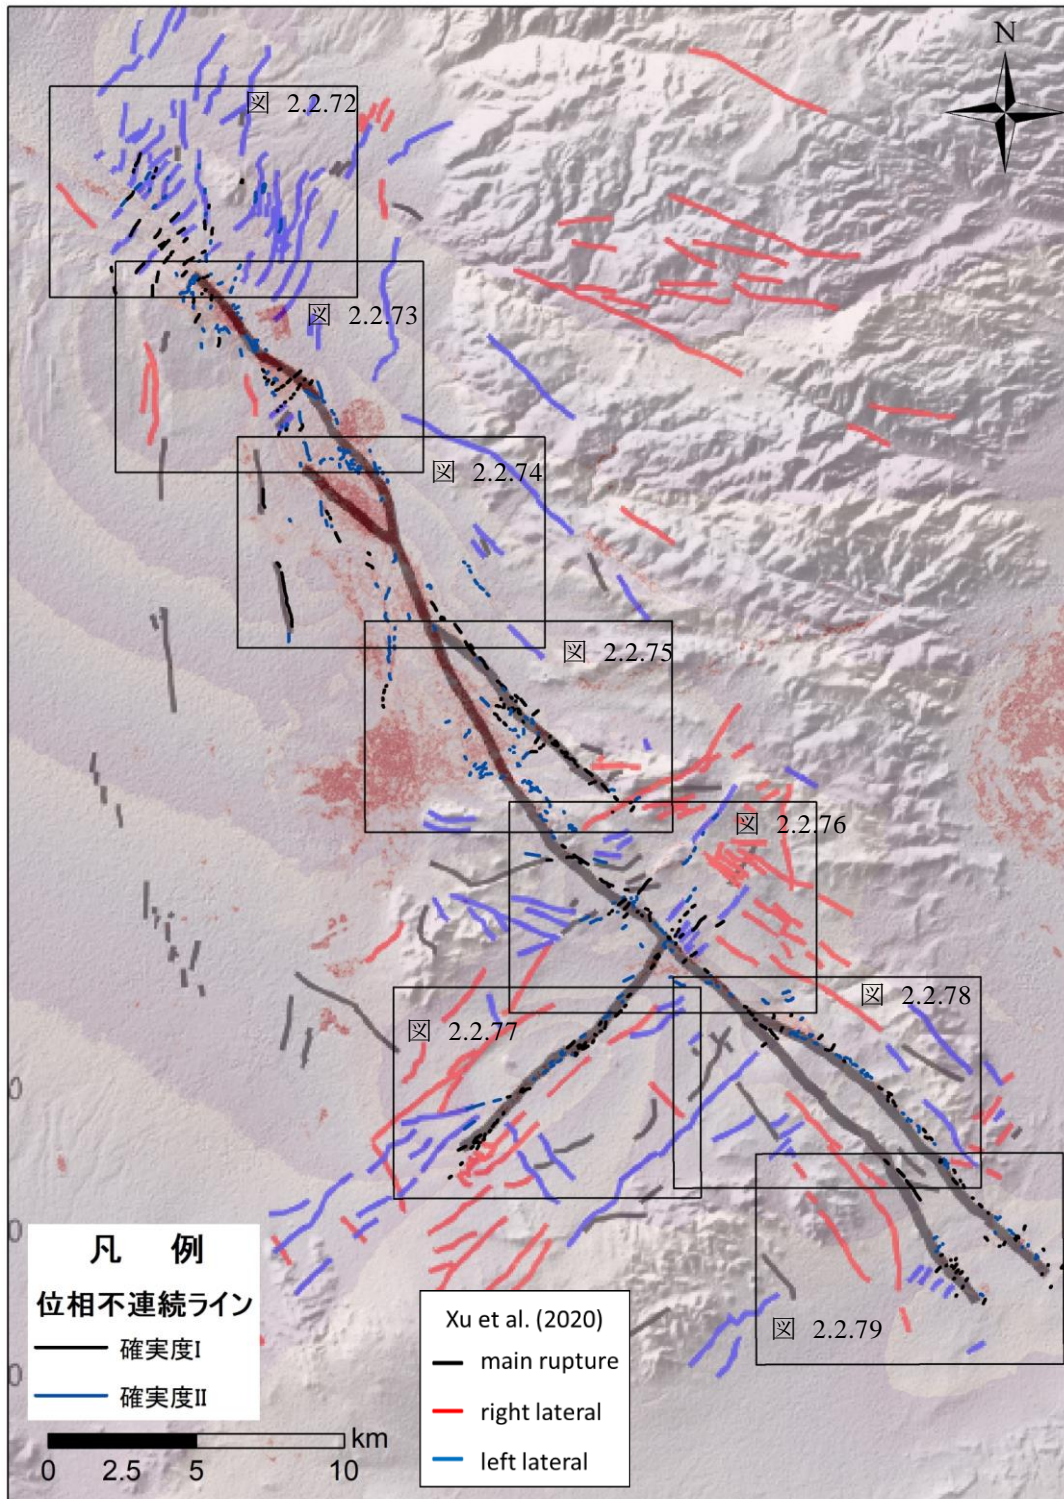 N
図 2.2.72
図 2.2.73
図 2.2.74
図 2.2.75
図 2.2.76
図 2.2.78
図 2.2.77
図 2.2.79
0
0
0
凡 例
位相不連続ライン
確実度I
確実度II
km
0 2.5 5 10
Xu et al. (2020)
main rupture
right lateral
left lateral